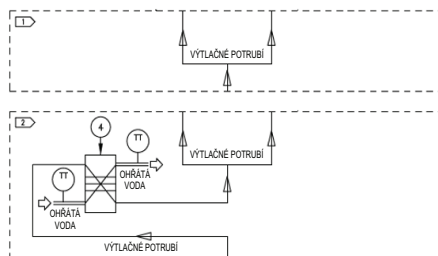 1
VÝTLAČNÉ POTRUBÍ
2
4
TT
VÝTLAČNÉ POTRUBÍ
TT
OHŘÁTÁ
VODA
OHŘÁTÁ
VODA
VÝTLAČNÉ POTRUBÍ